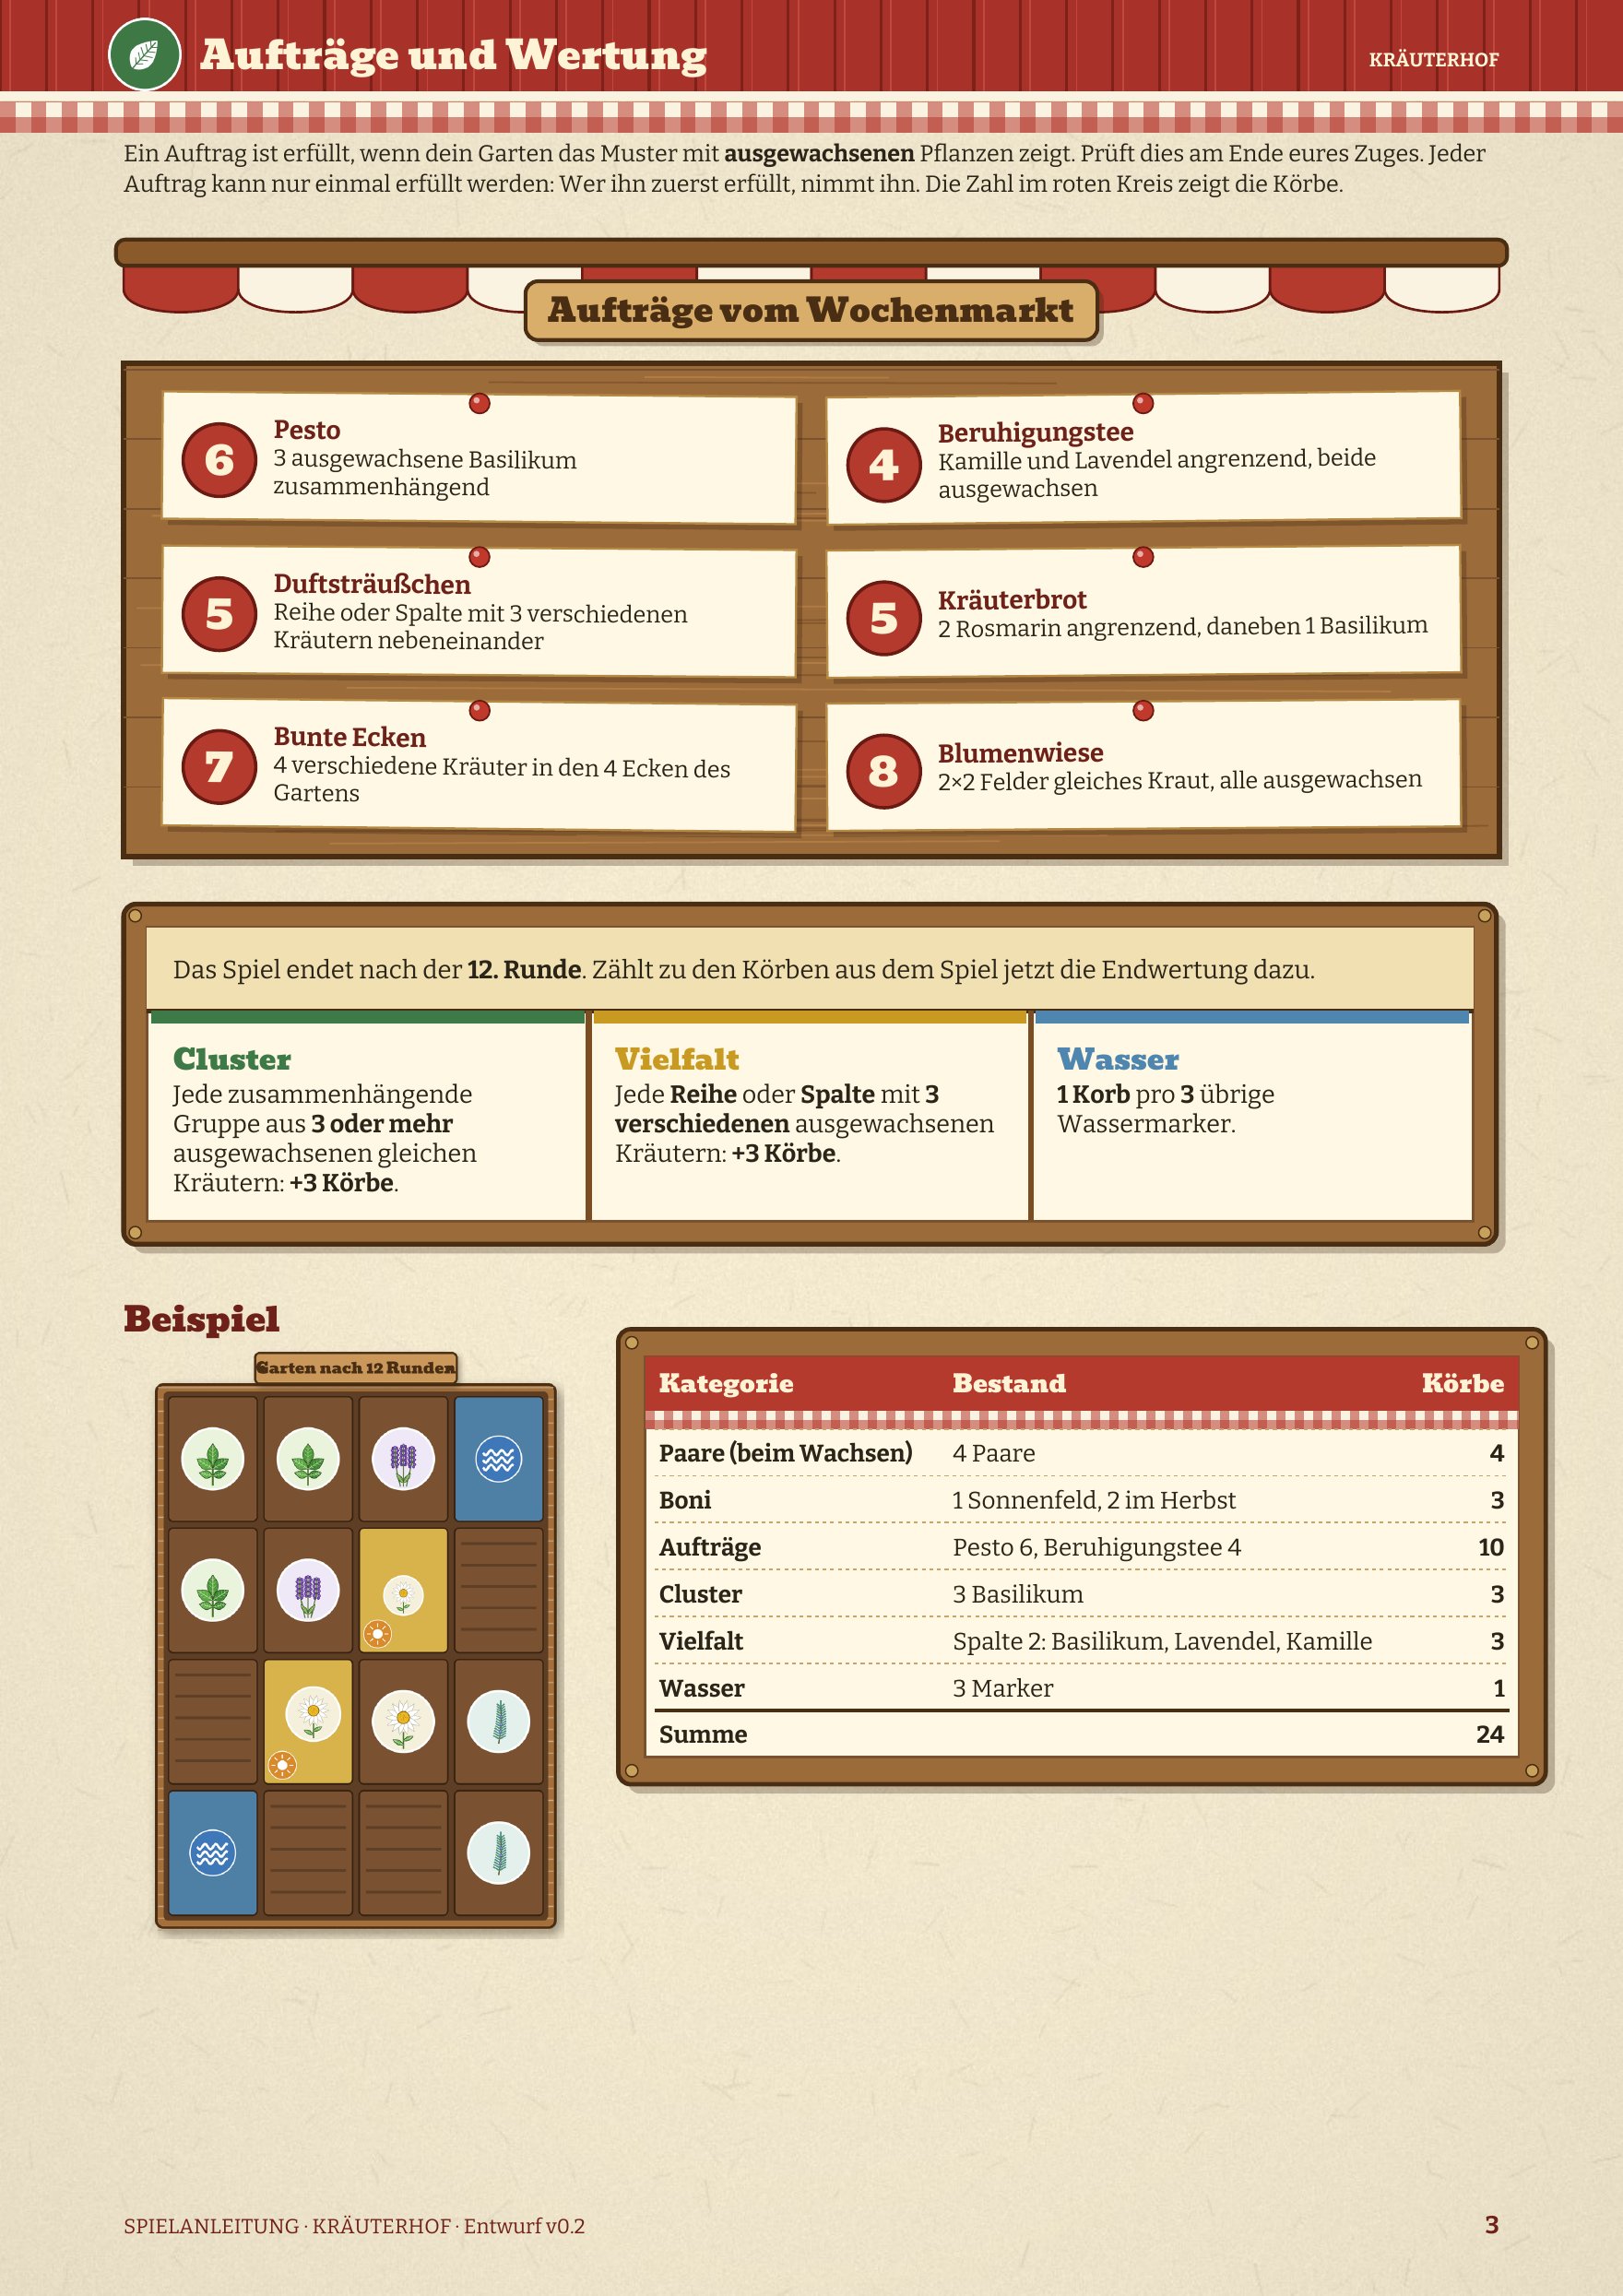 Aufträge und Wertung
KRÄUTERHOF
Ein Auftrag ist erfüllt, wenn dein Garten das Muster mit ausgewachsenen Pflanzen zeigt. Prüft dies am Ende eures Zuges. Jeder
Auftrag kann nur einmal erfüllt werden: Wer ihn zuerst erfüllt, nimmt ihn. Die Zahl im roten Kreis zeigt die Körbe.
Aufträge vom Wochenmarkt
6
Pesto
3 ausgewachsene Basilikum
zusammenhängend
4
Beruhigungstee
Kamille und Lavendel angrenzend, beide
ausgewachsen
5
Duftsträußchen
Reihe oder Spalte mit 3 verschiedenen
Kräutern nebeneinander
5
Kräuterbrot
2 Rosmarin angrenzend, daneben 1 Basilikum
7
Bunte Ecken
4 verschiedene Kräuter in den 4 Ecken des
Gartens
8
Blumenwiese
2×2 Felder gleiches Kraut, alle ausgewachsen
Das Spiel endet nach der 12. Runde. Zählt zu den Körben aus dem Spiel jetzt die Endwertung dazu.
Cluster
Jede zusammenhängende
Gruppe aus 3 oder mehr
ausgewachsenen gleichen
Kräutern: +3 Körbe.
Vielfalt
Jede Reihe oder Spalte mit 3
verschiedenen ausgewachsenen
Kräutern: +3 Körbe.
Wasser
1 Korb pro 3 übrige
Wassermarker.
Beispiel
Garten nach 12 Runden
Kategorie Bestand Körbe
Paare (beim Wachsen) 4 Paare 4
Boni 1 Sonnenfeld, 2 im Herbst 3
Aufträge Pesto 6, Beruhigungstee 4 10
Cluster 3 Basilikum 3
Vielfalt Spalte 2: Basilikum, Lavendel, Kamille 3
Wasser 3 Marker 1
Summe 24
SPIELANLEITUNG · KRÄUTERHOF · Entwurf v0.2
3